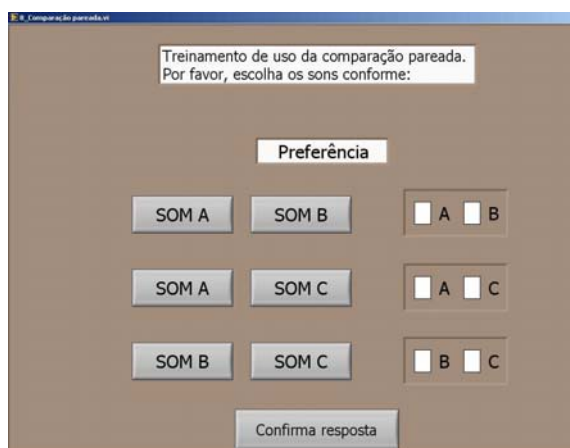 8_Comparação pareada.vi
Treinamento de uso da comparação pareada.
Por favor, escolha os sons conforme:
Preferência
SOM A SOM B A B
SOM A SOM C A C
SOM B SOM C B C
Confirma resposta